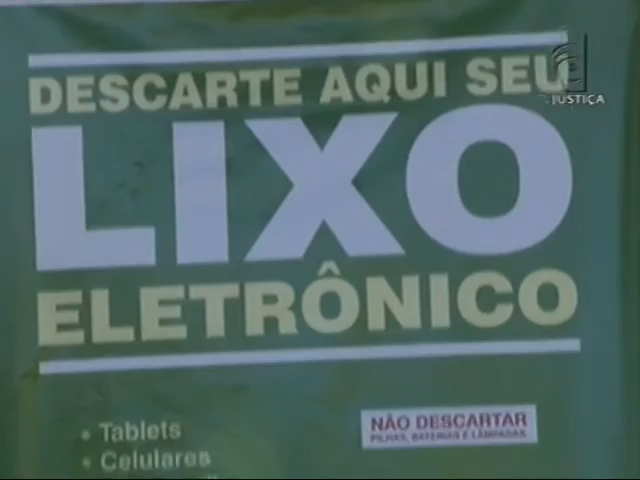 DESCARTE AQUI SEU
JUSTIÇA
LIXO
ELETRÔNICO
• Tablets
• Celulares
NÃO DESCARTAR
PILHAS, BATERIAS E LÂMPADAS.